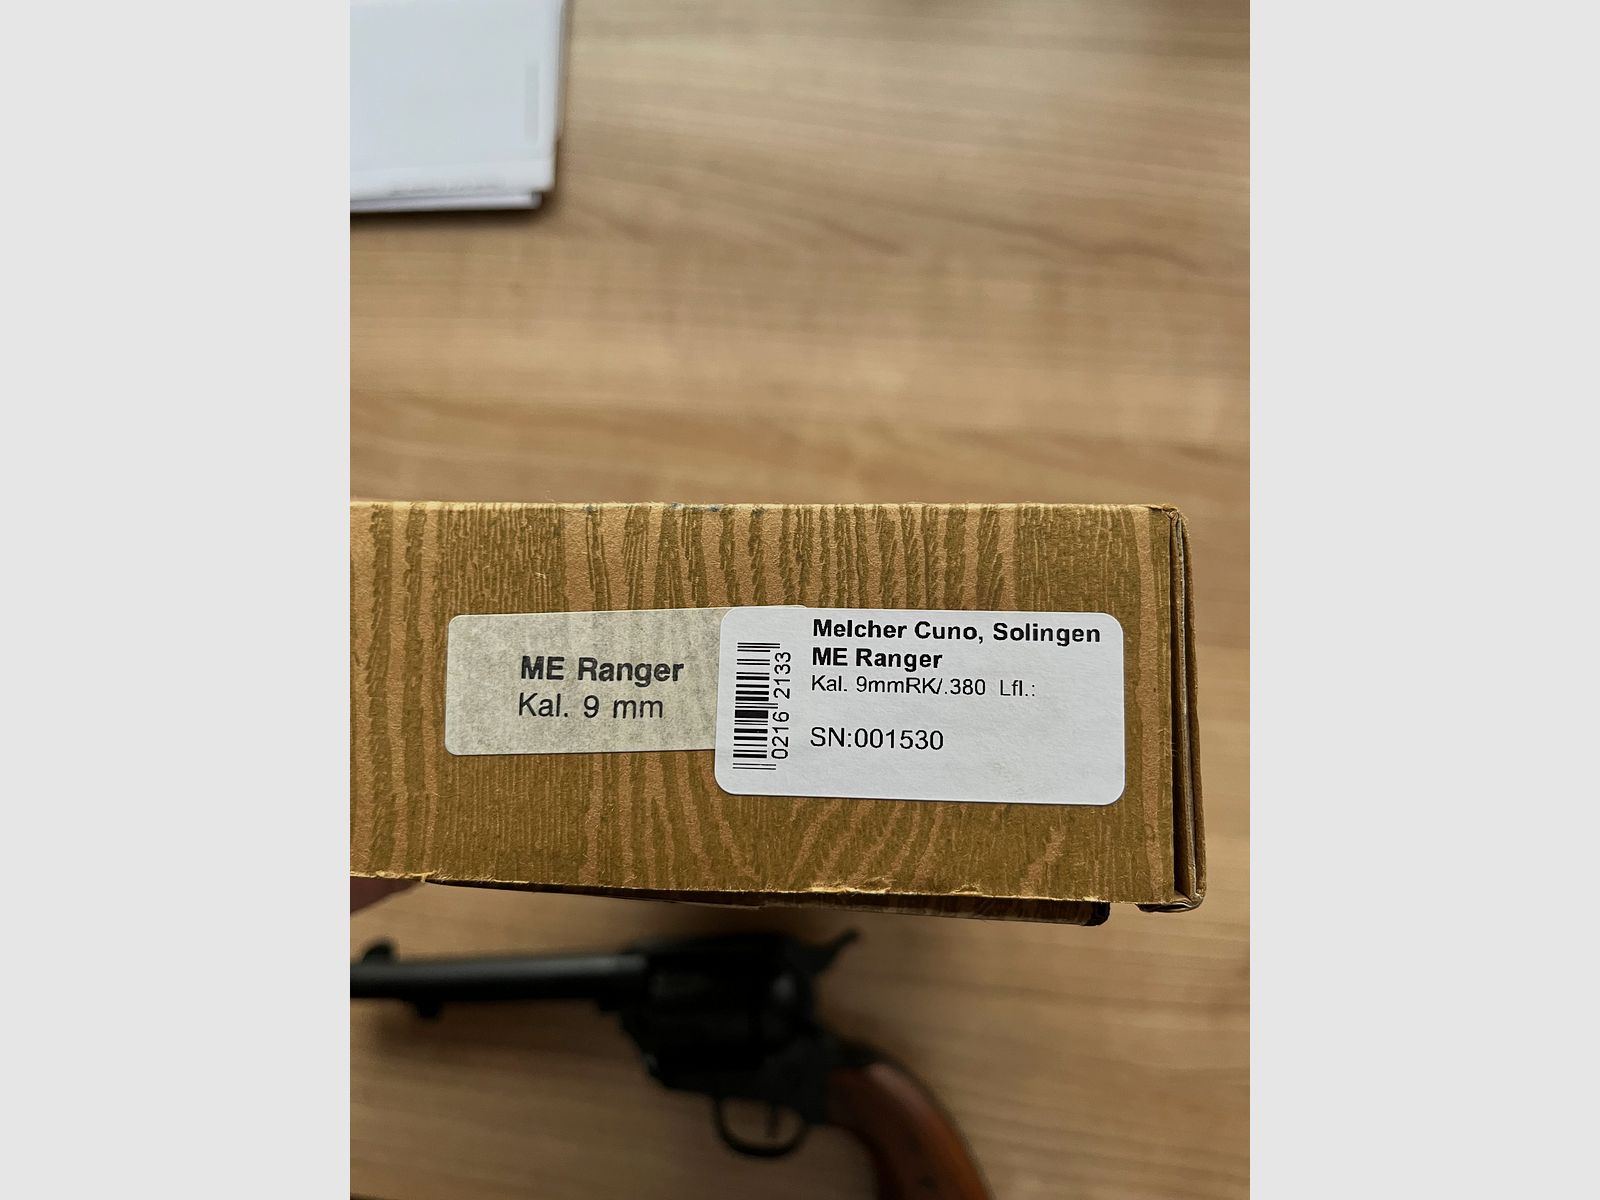 ME Ranger
Kal. 9 mm
Melcher Cuno, Solingen
ME Ranger
Kal. 9mmRK/.380 Lfl.:
SN:001530
0216 2133